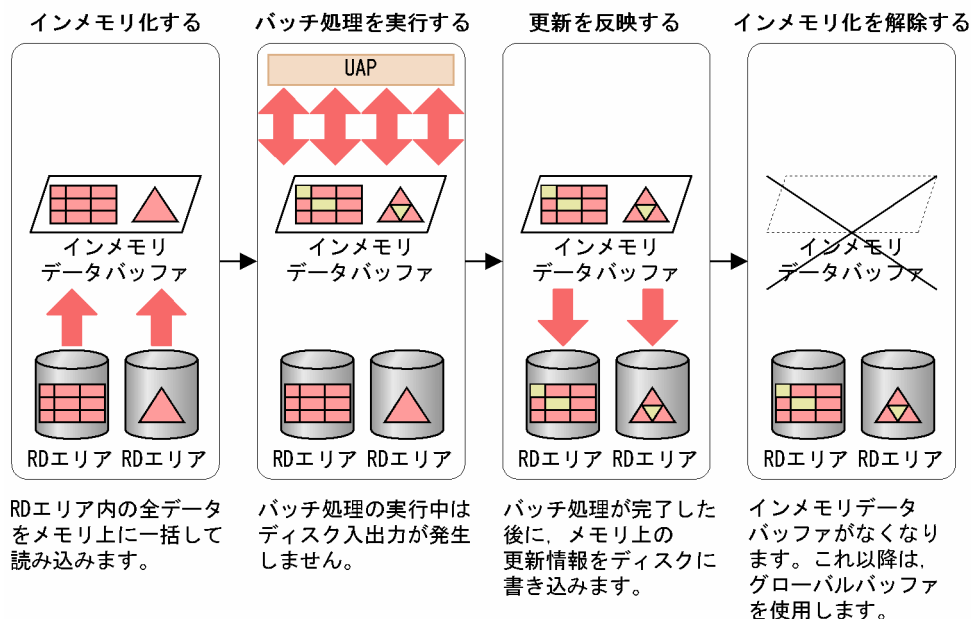 インメモリ化する
バッチ処理を実行する
更新を反映する
インメモリ化を解除する
UAP
インメモリ
データバッファ
インメモリ
データバッファ
インメモリ
データバッファ
インメモリ
データバッファ
RDエリア RDエリア
RDエリア RDエリア
RDエリア RDエリア
RDエリア RDエリア
RDエリア内の全データ
をメモリ上に一括して
読み込みます。
バッチ処理の実行中は
ディスク入出力が発生
しません。
バッチ処理が完了した
後に,メモリ上の
更新情報をディスクに
書き込みます。
インメモリデータ
バッファがなくなり
ます。これ以降は,
グローバルバッファ
を使用します。